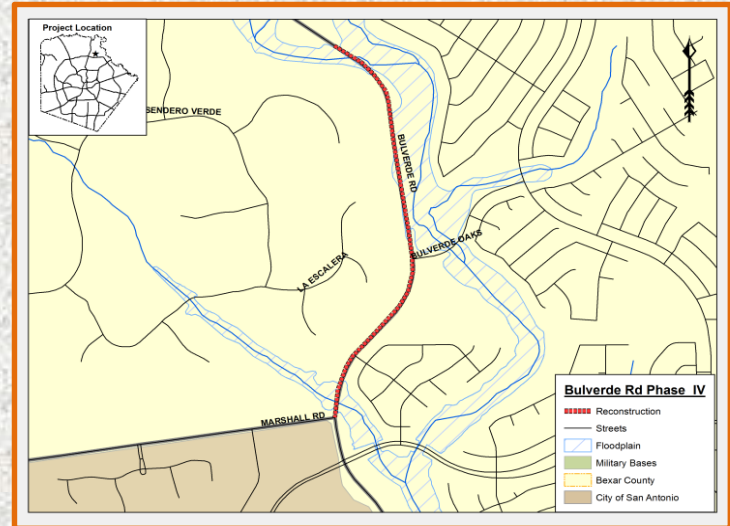 Project Location
SENDERO VERDE
BULVERDE RD
BULVERDE OAKS
LA ESCALERA
MARSHALL RD
Bulverde Rd Phase IV
Reconstruction
Streets
Floodplain
Military Bases
Bexar County
City of San Antonio